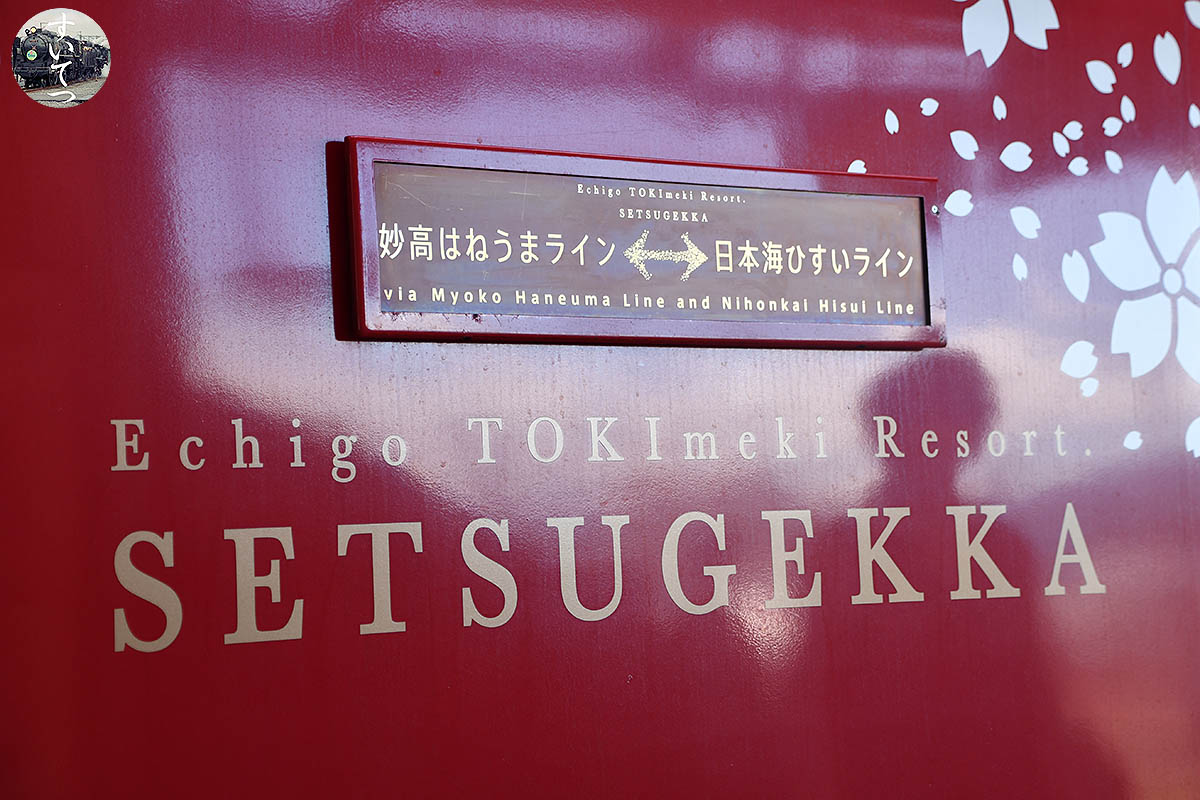 すいてつ
Echigo TOKImeki Resort.
SETSUGEKKA
妙高はねうまライン ↔ 日本海ひすいライン
via Myoko Haneuma Line and Nihonkai Hisui Line
Echigo TOKImeki Resort.
SETSUGEKKA